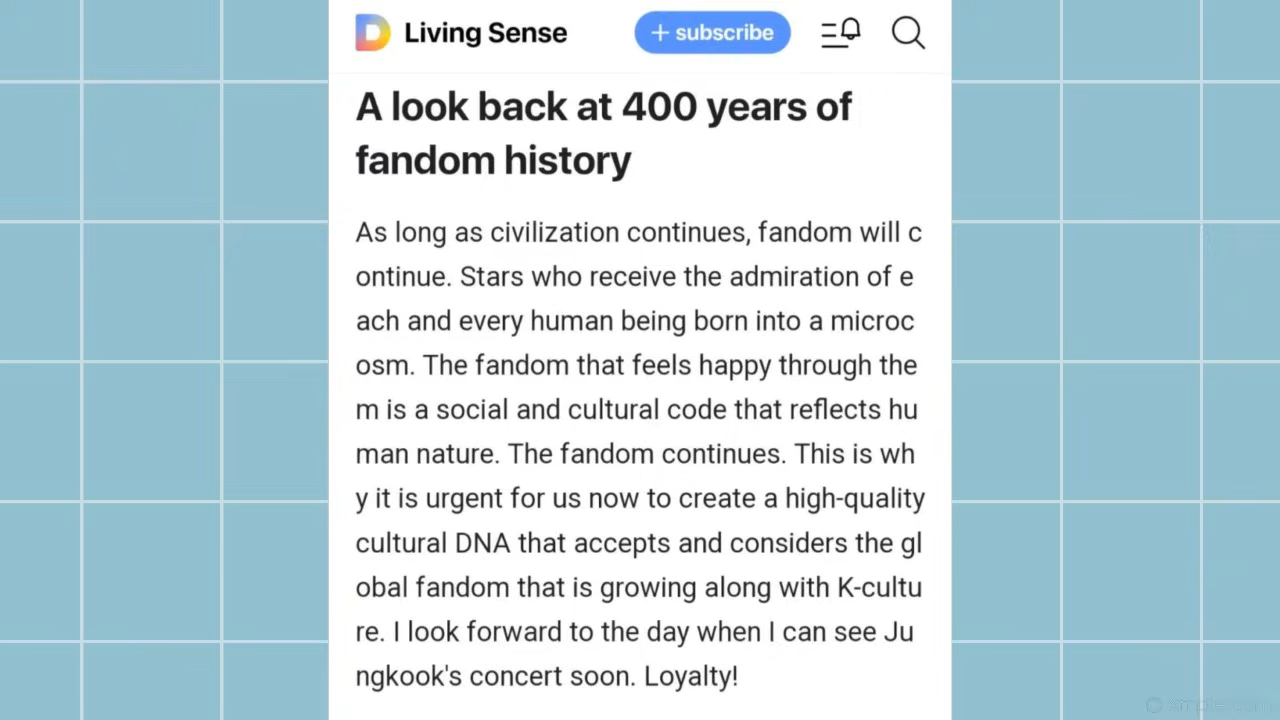 Living Sense
+ subscribe
A look back at 400 years of
fandom history
As long as civilization continues, fandom will c
ontinue. Stars who receive the admiration of e
ach and every human being born into a microc
osm. The fandom that feels happy through the
m is a social and cultural code that reflects hu
man nature. The fandom continues. This is wh
y it is urgent for us now to create a high-quality
cultural DNA that accepts and considers the gl
obal fandom that is growing along with K-cultu
re. I look forward to the day when I can see Ju
ngkook's concert soon. Loyalty!